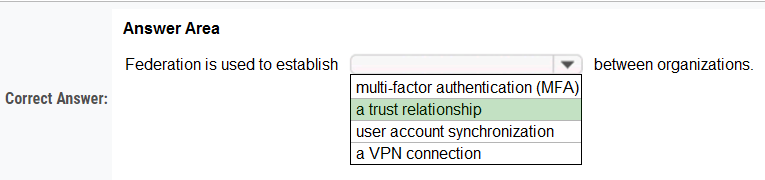 Answer Area
Federation is used to establish between organizations.
multi-factor authentication (MFA)
Correct Answer:
a trust relationship
user account synchronization
a VPN connection